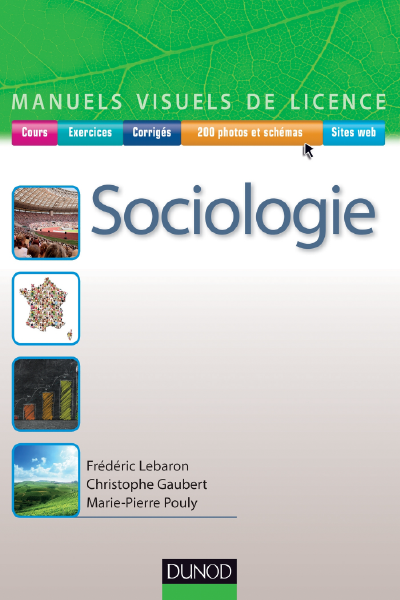 MANUELS VISUELS DE LICENCE
Cours Exercices Corrigés 200 photos et schémas Sites web
Sociologie
Frédéric Lebaron
Christophe Gaubert
Marie-Pierre Pouly
DUNOD